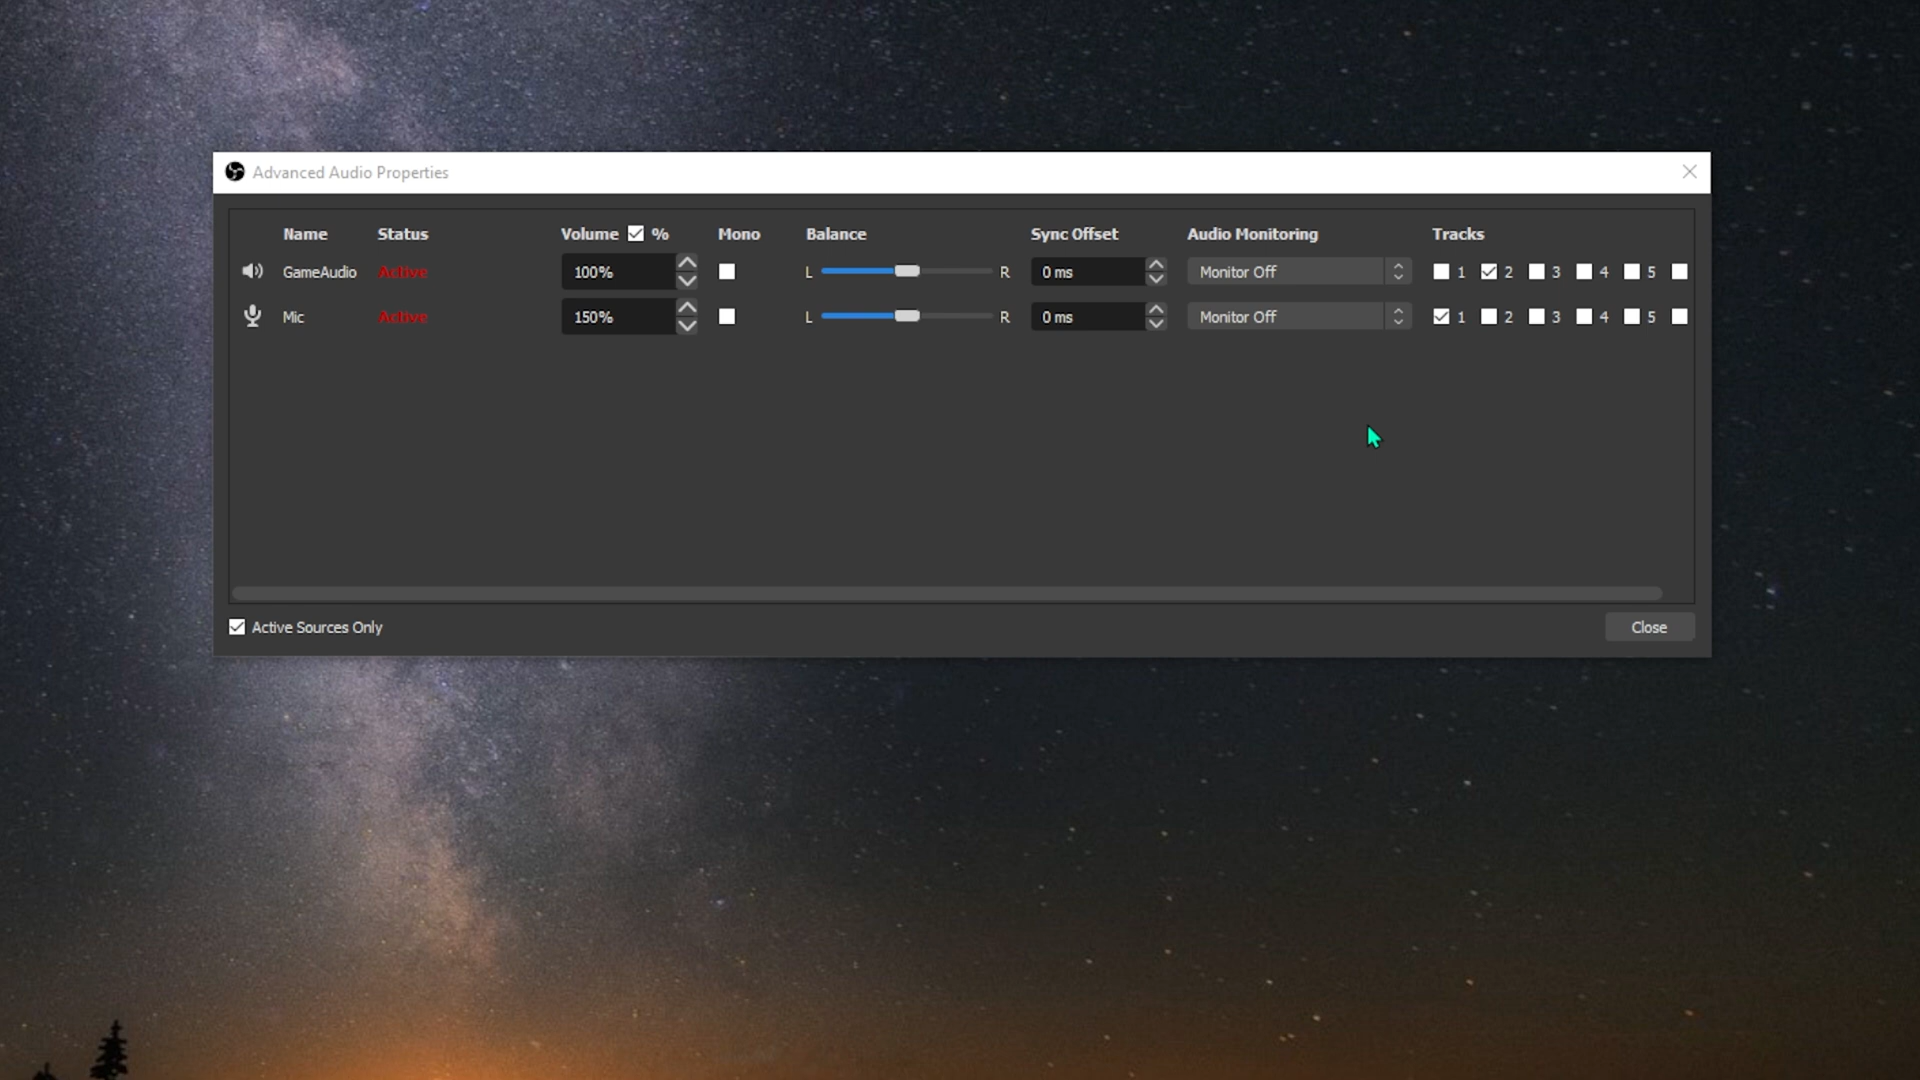 Advanced Audio Properties
Name Status Volume % Mono Balance Sync Offset Audio Monitoring Tracks
GameAudio Active 100% L R 0 ms Monitor Off 1 2 3 4 5
Mic Active 150% L R 0 ms Monitor Off 1 2 3 4 5
Active Sources Only Close